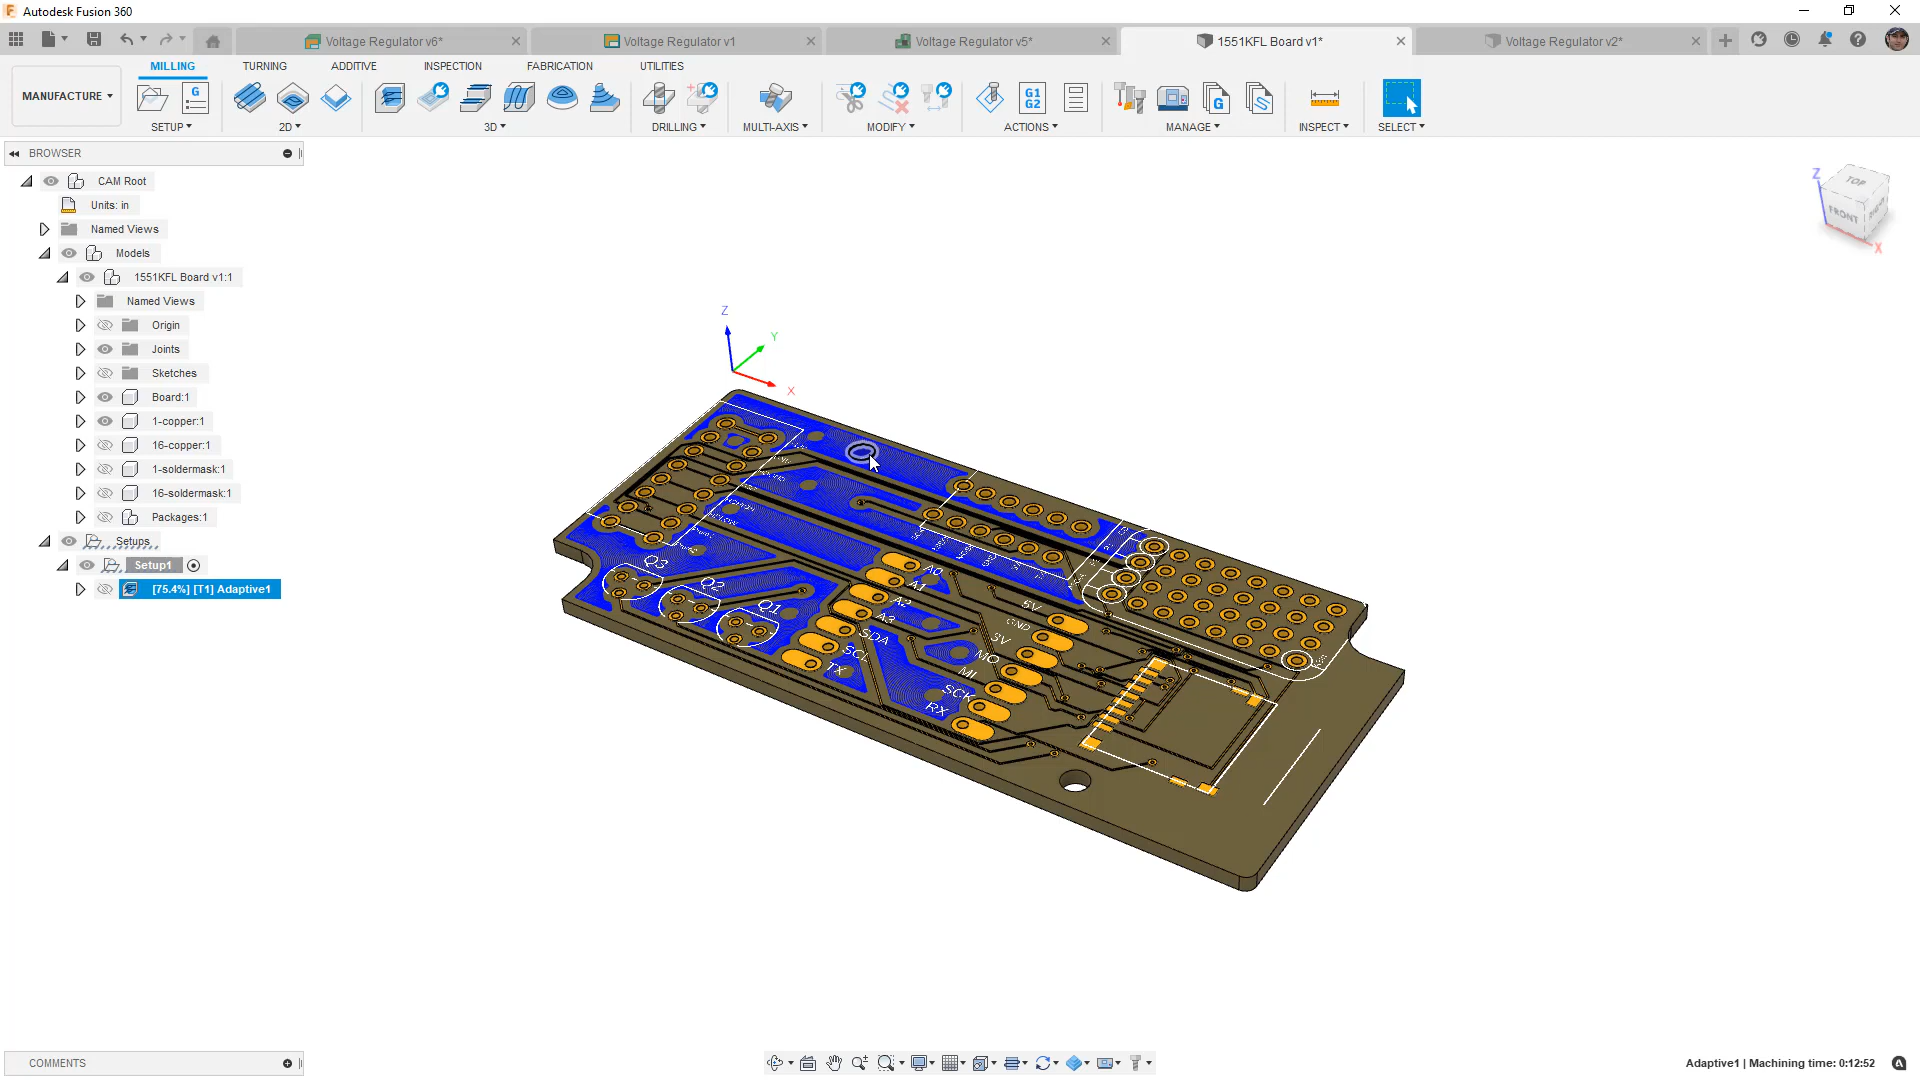 Autodesk Fusion 360
Voltage Regulator v6*
Voltage Regulator v1
Voltage Regulator v5*
1551KFL Board v1*
Voltage Regulator v2*
MILLING
TURNING
ADDITIVE
INSPECTION
FABRICATION
UTILITIES
MANUFACTURE
G
G1
G2
G
SETUP
2D
3D
DRILLING
MULTI-AXIS
MODIFY
ACTIONS
MANAGE
INSPECT
SELECT
BROWSER
CAM Root
Units: in
Named Views
Models
1551KFL Board v1:1
Named Views
Origin
Joints
Sketches
Board:1
1-copper:1
16-copper:1
1-soldermask:1
16-soldermask:1
Packages:1
Setups
Setup1
[75.4%] [T1] Adaptive1
Z
TOP
FRONT
X
Z
Y
X
Q3
Q2
Q1
A0
A1
A2
A3
SDA
SCL
TX
5V
GND
3V
MO
MI
SCK
RX
COMMENTS
Adaptive1 | Machining time: 0:12:52